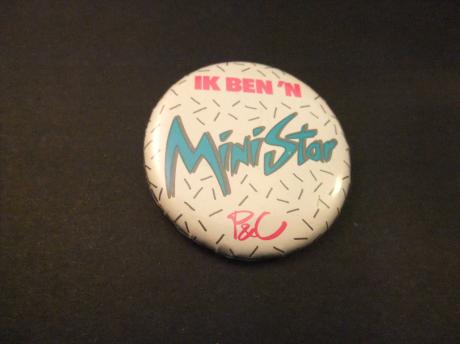 IK BEN 'N
MiniStar
P&C